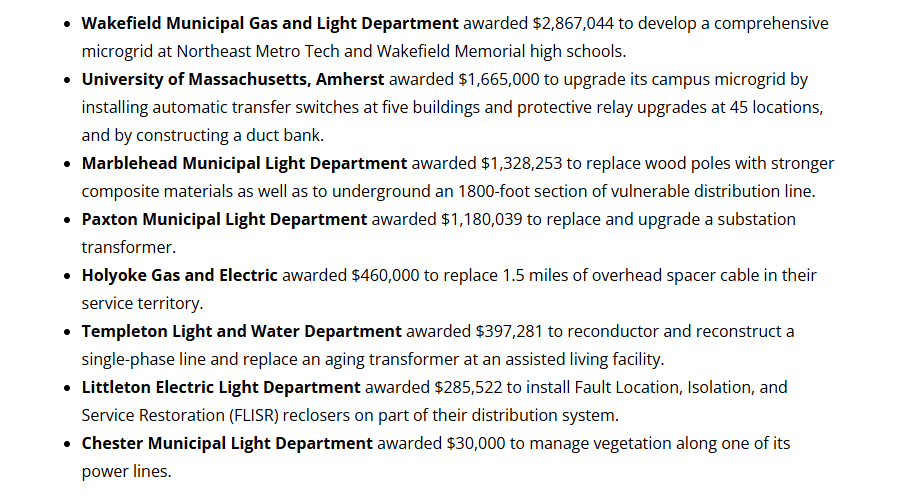 • Wakefield Municipal Gas and Light Department awarded $2,867,044 to develop a comprehensive
microgrid at Northeast Metro Tech and Wakefield Memorial high schools.
• University of Massachusetts, Amherst awarded $1,665,000 to upgrade its campus microgrid by
installing automatic transfer switches at five buildings and protective relay upgrades at 45 locations,
and by constructing a duct bank.
• Marblehead Municipal Light Department awarded $1,328,253 to replace wood poles with stronger
composite materials as well as to underground an 1800-foot section of vulnerable distribution line.
• Paxton Municipal Light Department awarded $1,180,039 to replace and upgrade a substation
transformer.
• Holyoke Gas and Electric awarded $460,000 to replace 1.5 miles of overhead spacer cable in their
service territory.
• Templeton Light and Water Department awarded $397,281 to reconductor and reconstruct a
single-phase line and replace an aging transformer at an assisted living facility.
• Littleton Electric Light Department awarded $285,522 to install Fault Location, Isolation, and
Service Restoration (FLISR) reclosers on part of their distribution system.
• Chester Municipal Light Department awarded $30,000 to manage vegetation along one of its
power lines.